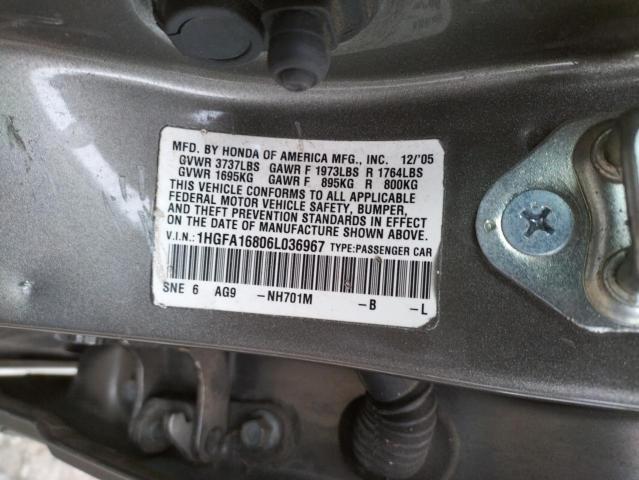 MFD. BY HONDA OF AMERICA MFG., INC. 12/'05
GVWR 3737LBS GAWR F 1973LBS R 1764LBS
GVWR 1695KG GAWR F 895KG R 800KG
THIS VEHICLE CONFORMS TO ALL APPLICABLE
FEDERAL MOTOR VEHICLE SAFETY, BUMPER,
AND THEFT PREVENTION STANDARDS IN EFFECT
ON THE DATE OF MANUFACTURE SHOWN ABOVE.
V.I.N.: 1HGFA16806L036967 TYPE:PASSENGER CAR
SNE 6 AG9 -NH701M -B -L